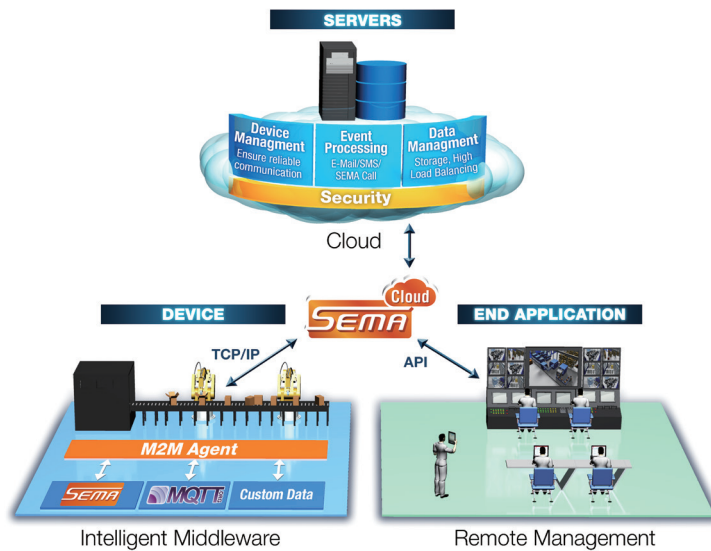 SERVERS
Device
Managment
Ensure reliable
communication
Event
Processing
E-Mail/SMS/
SEMA Call
Data
Managment
Storage, High
Load Balancing
Security
Cloud
DEVICE
Cloud
SEMA
END APPLICATION
TCP/IP
API
M2M Agent
SEMA
MQTT
Custom Data
Intelligent Middleware
Remote Management